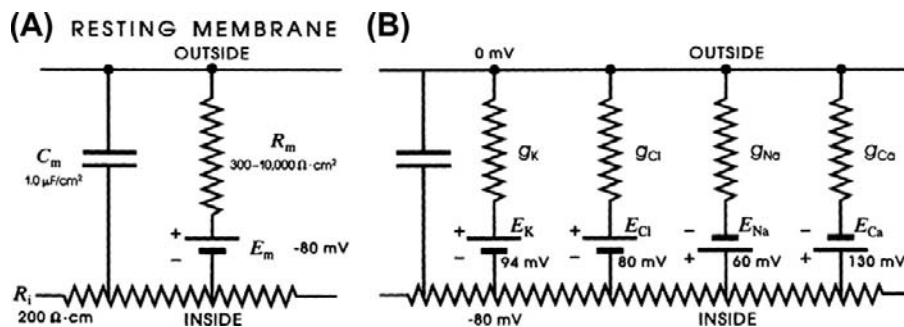 (A) RESTING MEMBRANE
OUTSIDE
Cm
1.0 μF/cm²
Rm
300-10,000 Ω·cm²
+
Em -80 mV
−
Ri
200 Ω·cm
INSIDE
(B)
0 mV OUTSIDE
gK gCl gNa gCa
+ EK + ECl − ENa − ECa
− 94 mV − 80 mV + 60 mV + 130 mV
-80 mV INSIDE